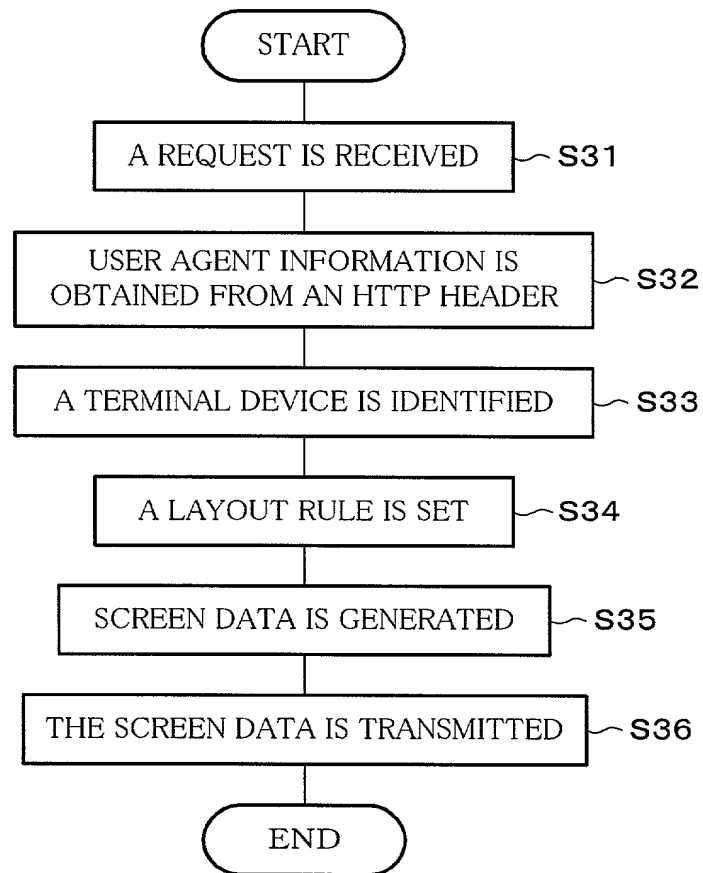 START
A REQUEST IS RECEIVED
S31
USER AGENT INFORMATION IS
OBTAINED FROM AN HTTP HEADER
S32
A TERMINAL DEVICE IS IDENTIFIED
S33
A LAYOUT RULE IS SET
S34
SCREEN DATA IS GENERATED
S35
THE SCREEN DATA IS TRANSMITTED
S36
END